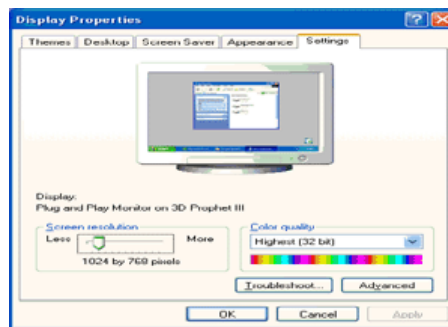 Display Properties
Themes Desktop Screen Saver Appearance Settings
Display:
Plug and Play Monitor on 3D Prophet III
Screen resolution
Less More
1024 by 768 pixels
Color quality
Highest (32 bit)
Troubleshoot... Advanced
OK Cancel Apply